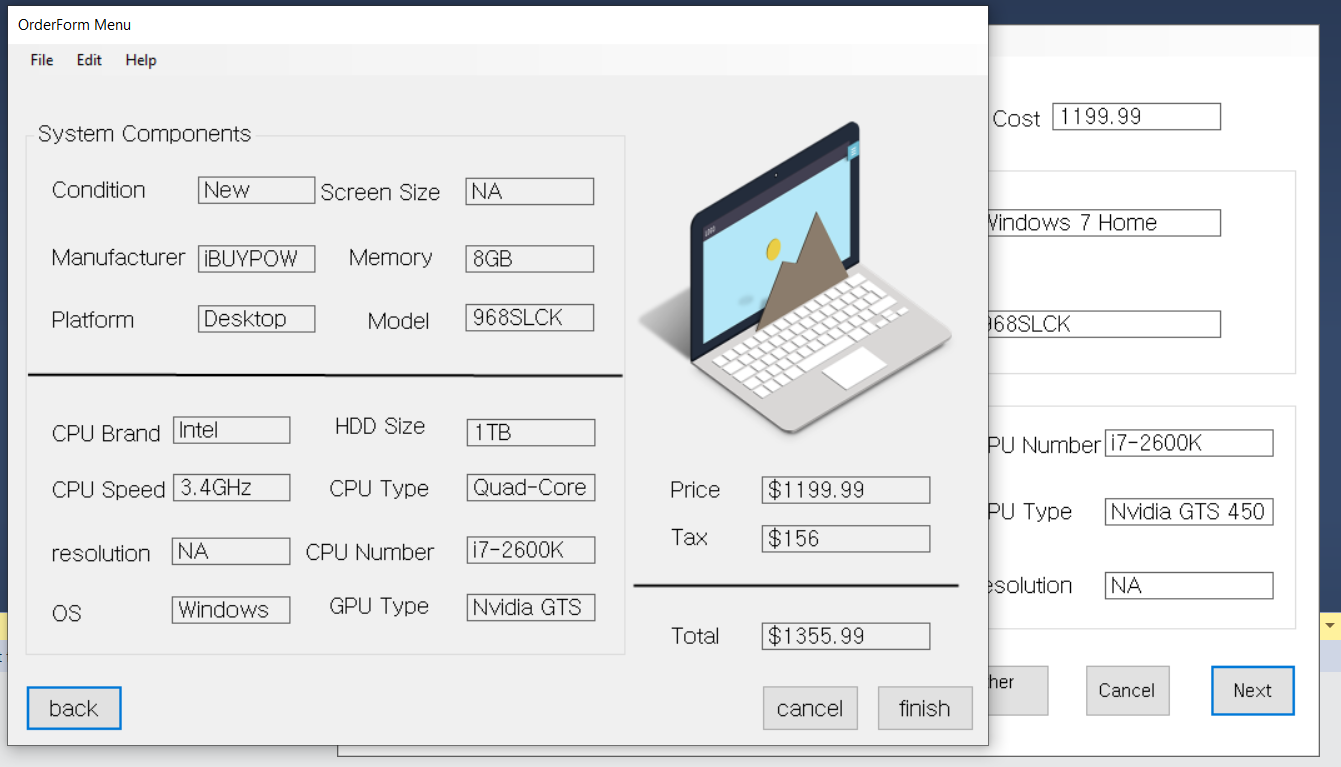 OrderForm Menu
File Edit Help
System Components
Condition New Screen Size NA
Manufacturer iBUYPOW Memory 8GB
Platform Desktop Model 968SLCK
CPU Brand Intel HDD Size 1TB
CPU Speed 3.4GHz CPU Type Quad-Core
resolution NA CPU Number i7-2600K
OS Windows GPU Type Nvidia GTS
Price $1199.99
Tax $156
Total $1355.99
back cancel finish
Cost 1199.99
Windows 7 Home
968SLCK
PU Number i7-2600K
PU Type Nvidia GTS 450
esolution NA
her Cancel Next